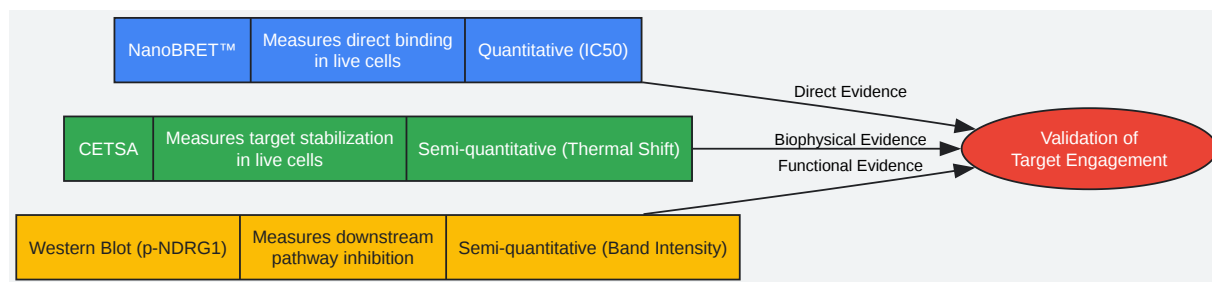 NanoBRET™
Measures direct binding
in live cells
Quantitative (IC50)
Direct Evidence
CETSA
Measures target stabilization
in live cells
Semi-quantitative (Thermal Shift)
Biophysical Evidence
Validation of
Target Engagement
Functional Evidence
Western Blot (p-NDRG1)
Measures downstream
pathway inhibition
Semi-quantitative (Band Intensity)